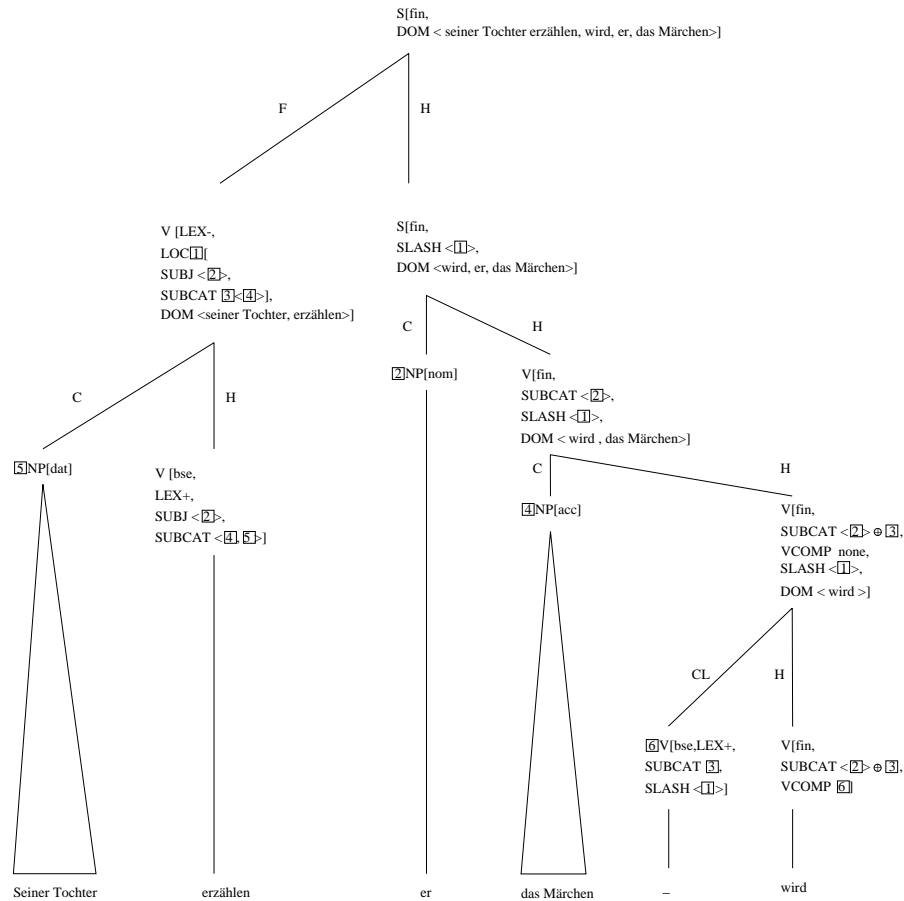 S[fin,
DOM < seiner Tochter erzählen, wird, er, das Märchen>]
F
H
V [LEX-,
LOC[1][
SUBJ <[2]>,
SUBCAT [3]<[4]>],
DOM <seiner Tochter, erzählen>]
S[fin,
SLASH <[1]>,
DOM <wird, er, das Märchen>]
C
H
C
H
[2]NP[nom]
V[fin,
SUBCAT <[2]>,
SLASH <[1]>,
DOM < wird , das Märchen>]
[5]NP[dat]
V [bse,
LEX+,
SUBJ <[2]>,
SUBCAT <[4], [5]>]
C
H
[4]NP[acc]
V[fin,
SUBCAT <[2]> ⊕ [3],
VCOMP none,
SLASH <[1]>,
DOM < wird >]
CL
H
[6]V[bse,LEX+,
SUBCAT [3],
SLASH <[1]>]
V[fin,
SUBCAT <[2]> ⊕ [3],
VCOMP [6]]
Seiner Tochter erzählen er das Märchen – wird